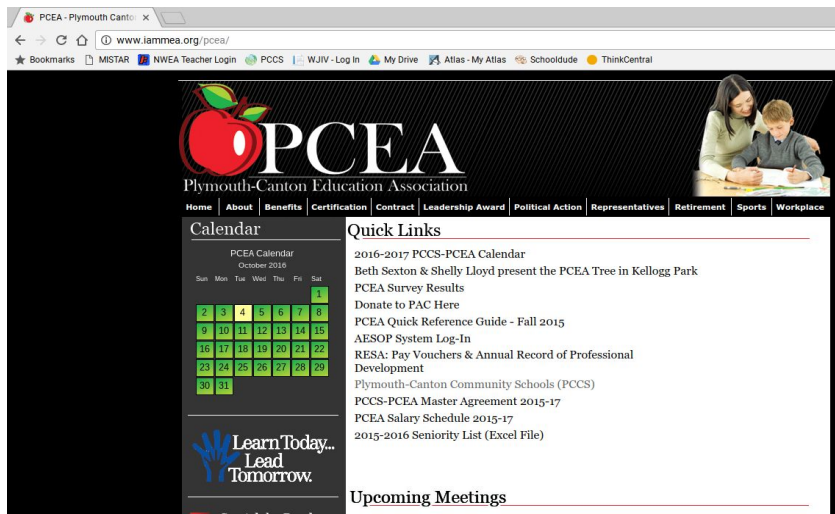 PCEA - Plymouth Canto
www.iammea.org/pcea/
Bookmarks MISTAR NWEA Teacher Login PCCS WJIV - Log In My Drive Atlas - My Atlas Schooldude ThinkCentral
PCEA
Plymouth-Canton Education Association
Home About Benefits Certification Contract Leadership Award Political Action Representatives Retirement Sports Workplace
Calendar
PCEA Calendar
October 2016
Sun Mon Tue Wed Thu Fri Sat
1
2 3 4 5 6 7 8
9 10 11 12 13 14 15
16 17 18 19 20 21 22
23 24 25 26 27 28 29
30 31
Learn Today...
Lead
Tomorrow.
Quick Links
2016-2017 PCCS-PCEA Calendar
Beth Sexton & Shelly Lloyd present the PCEA Tree in Kellogg Park
PCEA Survey Results
Donate to PAC Here
PCEA Quick Reference Guide - Fall 2015
AESOP System Log-In
RESA: Pay Vouchers & Annual Record of Professional
Development
Plymouth-Canton Community Schools (PCCS)
PCCS-PCEA Master Agreement 2015-17
PCEA Salary Schedule 2015-17
2015-2016 Seniority List (Excel File)
Upcoming Meetings